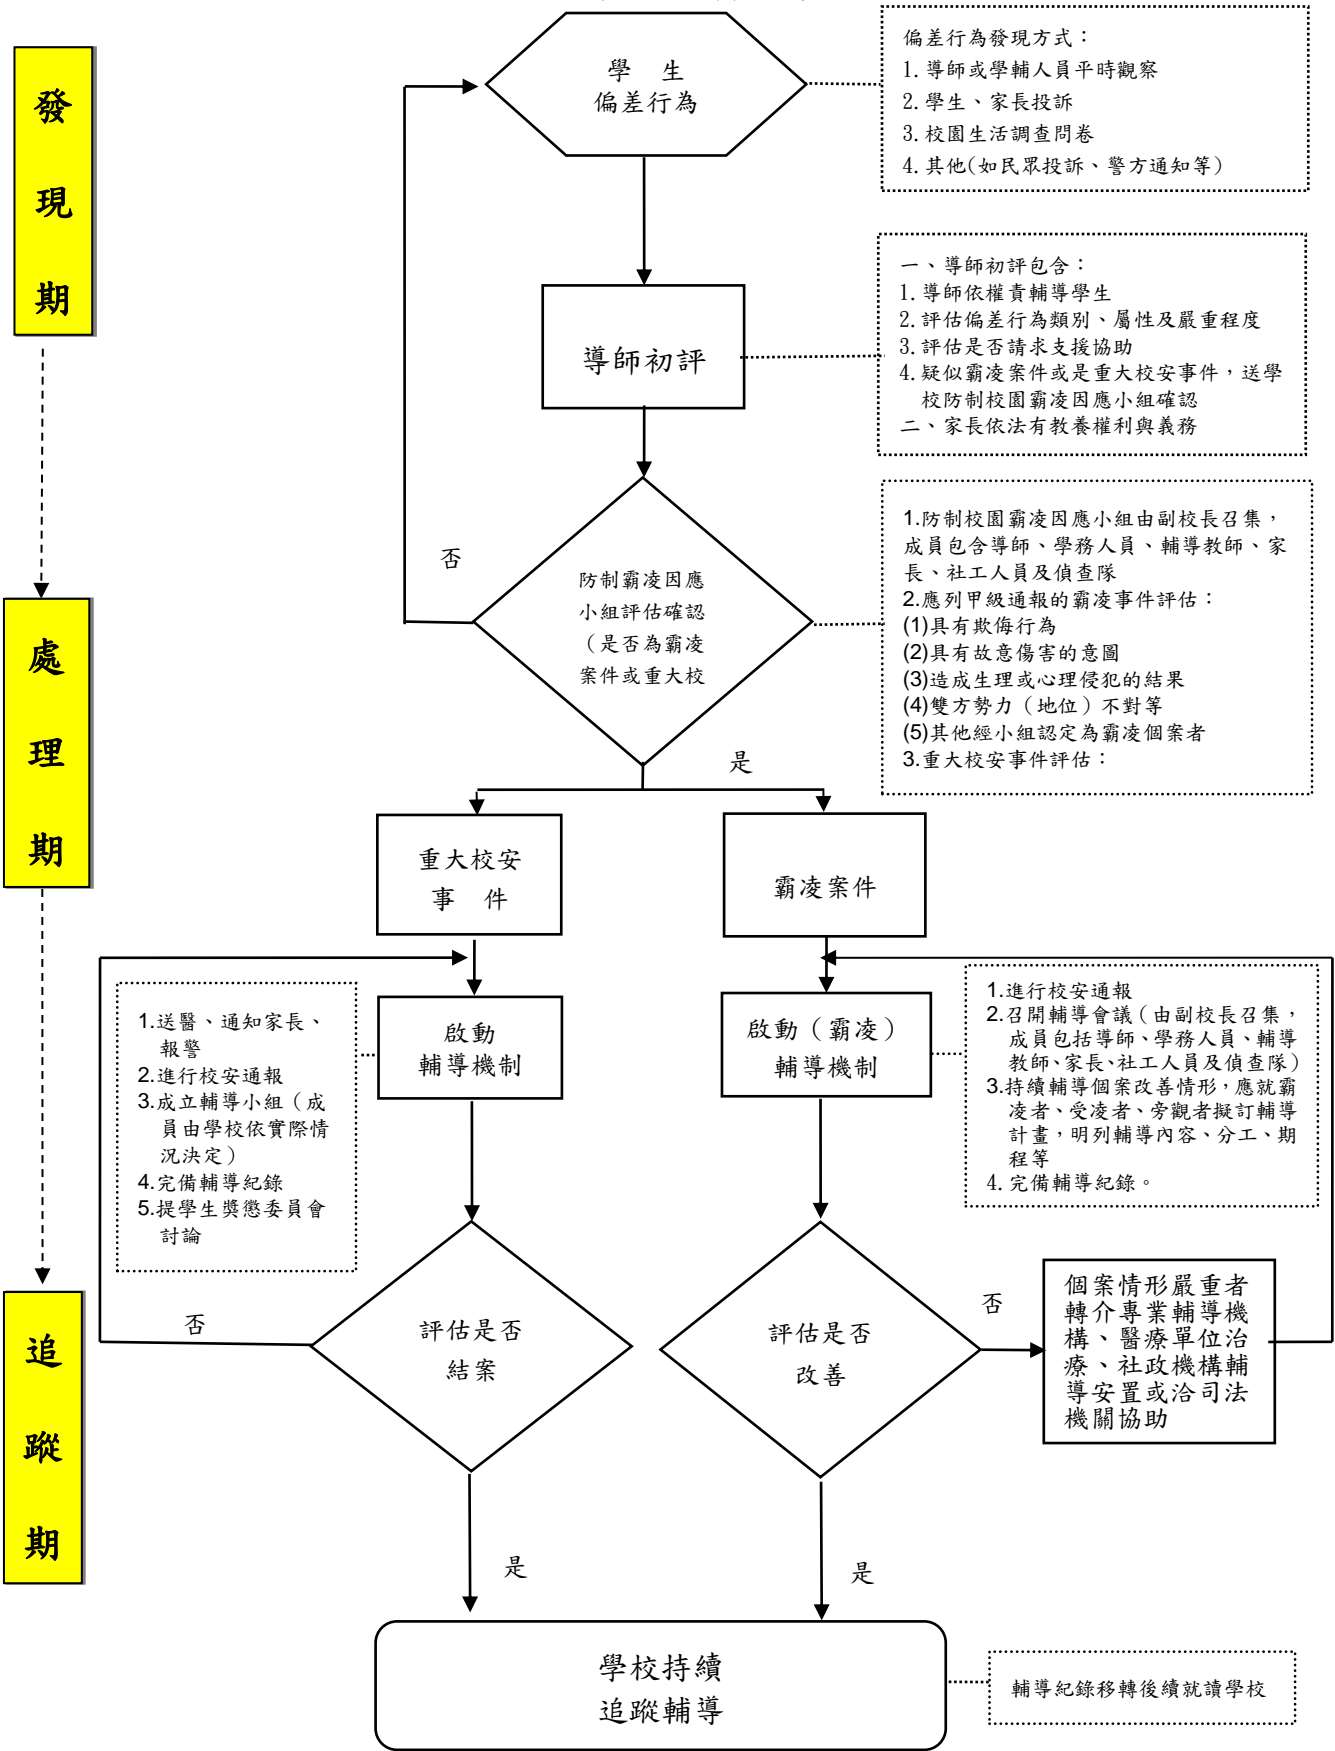 發
現
期
處
理
期
追
蹤
期
學 生
偏差行為
偏差行為發現方式：
1.導師或學輔人員平時觀察
2.學生、家長投訴
3.校園生活調查問卷
4.其他(如民眾投訴、警方通知等)
導師初評
一、導師初評包含：
1.導師依權責輔導學生
2.評估偏差行為類別、屬性及嚴重程度
3.評估是否請求支援協助
4.疑似霸凌案件或是重大校安事件，送學
校防制校園霸凌因應小組確認
二、家長依法有教養權利與義務
否
防制霸凌因應
小組評估確認
（是否為霸凌
案件或重大校
1.防制校園霸凌因應小組由副校長召集，
成員包含導師、學務人員、輔導教師、家
長、社工人員及偵查隊
2.應列甲級通報的霸凌事件評估：
(1)具有欺侮行為
(2)具有故意傷害的意圖
(3)造成生理或心理侵犯的結果
(4)雙方勢力（地位）不對等
(5)其他經小組認定為霸凌個案者
3.重大校安事件評估：
是
重大校安
事 件
霸凌案件
1.送醫、通知家長、
報警
2.進行校安通報
3.成立輔導小組（成
員由學校依實際情
況決定）
4.完備輔導紀錄
5.提學生獎懲委員會
討論
啟動
輔導機制
啟動（霸凌）
輔導機制
1.進行校安通報
2.召開輔導會議（由副校長召集，
成員包括導師、學務人員、輔導
教師、家長、社工人員及偵查隊）
3.持續輔導個案改善情形，應就霸
凌者、受凌者、旁觀者擬訂輔導
計畫，明列輔導內容、分工、期
程等
4.完備輔導紀錄。
否
評估是否
結案
評估是否
改善
否
個案情形嚴重者
轉介專業輔導機
構、醫療單位治
療、社政機構輔
導安置或洽司法
機關協助
是
是
學校持續
追蹤輔導
輔導紀錄移轉後續就讀學校